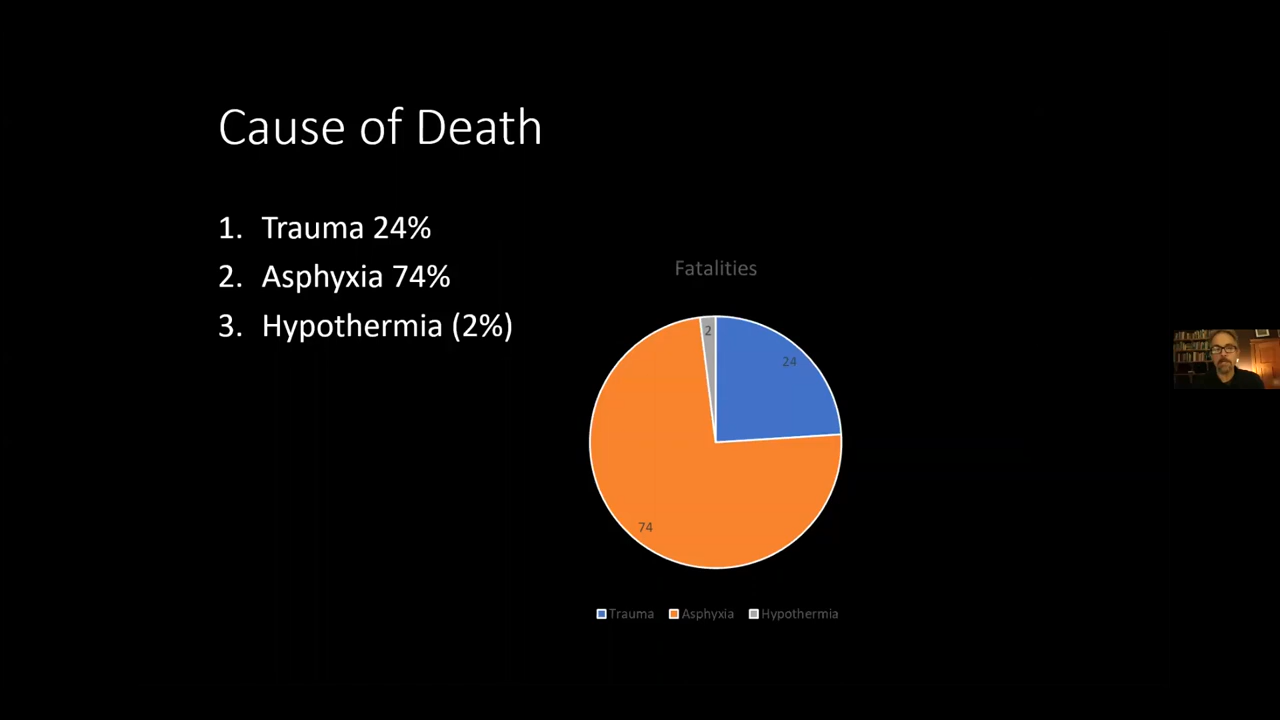 Cause of Death
1. Trauma 24%
2. Asphyxia 74%
3. Hypothermia (2%)
Fatalities
2
24
74
Trauma Asphyxia Hypothermia